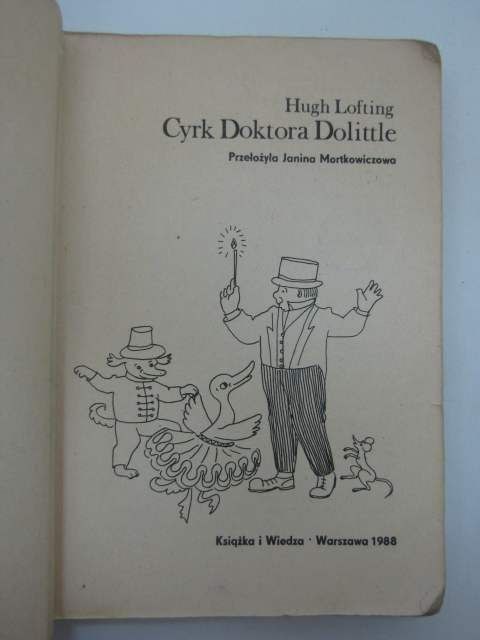 Hugh Lofting
Cyrk Doktora Dolittle
Przełożyła Janina Mortkowiczowa
Książka i Wiedza · Warszawa 1988